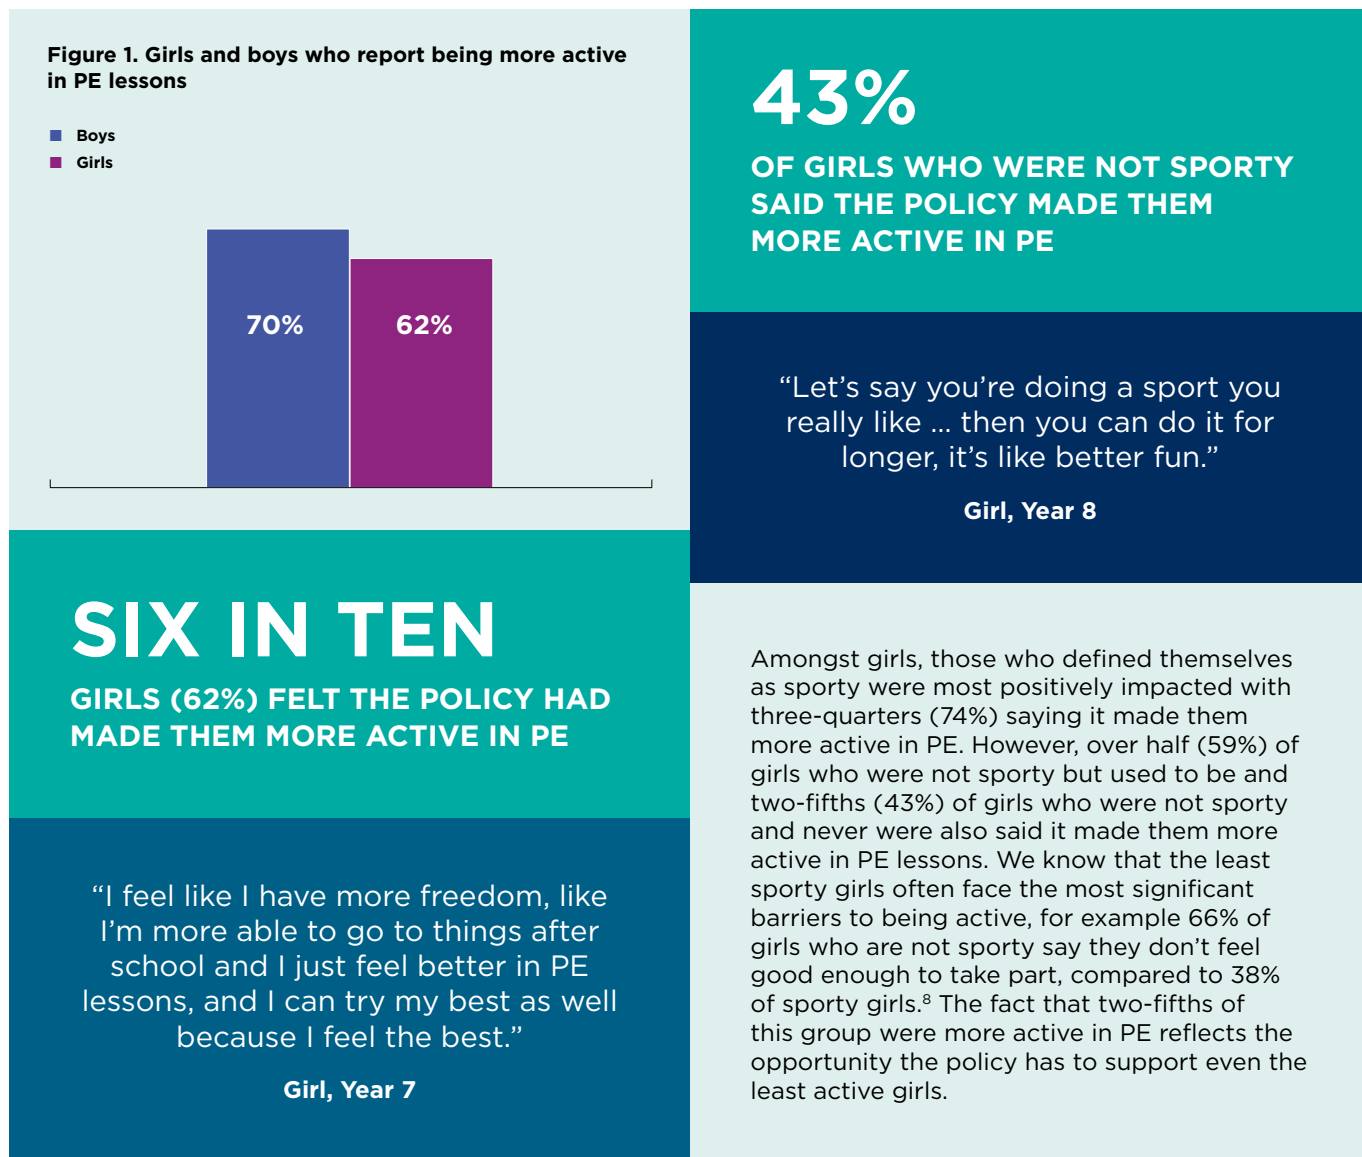 Figure 1. Girls and boys who report being more active
in PE lessons
Boys
Girls
70%
62%
SIX IN TEN
GIRLS (62%) FELT THE POLICY HAD
MADE THEM MORE ACTIVE IN PE
“I feel like I have more freedom, like
I’m more able to go to things after
school and I just feel better in PE
lessons, and I can try my best as well
because I feel the best.”
Girl, Year 7
43%
OF GIRLS WHO WERE NOT SPORTY
SAID THE POLICY MADE THEM
MORE ACTIVE IN PE
“Let’s say you’re doing a sport you
really like ... then you can do it for
longer, it’s like better fun.”
Girl, Year 8
Amongst girls, those who defined themselves
as sporty were most positively impacted with
three-quarters (74%) saying it made them
more active in PE. However, over half (59%) of
girls who were not sporty but used to be and
two-fifths (43%) of girls who were not sporty
and never were also said it made them more
active in PE lessons. We know that the least
sporty girls often face the most significant
barriers to being active, for example 66% of
girls who are not sporty say they don’t feel
good enough to take part, compared to 38%
of sporty girls.⁸ The fact that two-fifths of
this group were more active in PE reflects the
opportunity the policy has to support even the
least active girls.